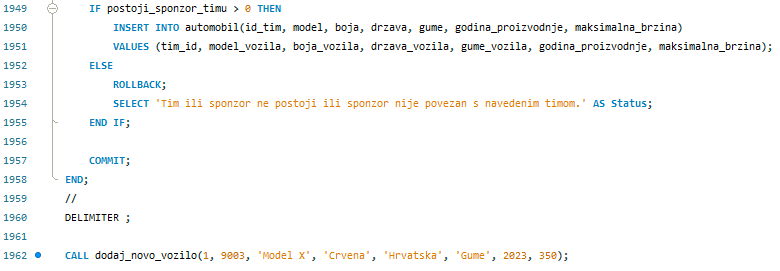 1949 IF postoji_sponzor_timu > 0 THEN
1950 INSERT INTO automobil(id_tim, model, boja, drzava, gume, godina_proizvodnje, maksimalna_brzina)
1951 VALUES (tim_id, model_vozila, boja_vozila, drzava_vozila, gume_vozila, godina_proizvodnje, maksimalna_brzina);
1952 ELSE
1953 ROLLBACK;
1954 SELECT 'Tim ili sponzor ne postoji ili sponzor nije povezan s navedenim timom.' AS Status;
1955 END IF;
1956
1957 COMMIT;
1958 END;
1959 //
1960 DELIMITER ;
1961
1962 CALL dodaj_novo_vozilo(1, 9003, 'Model X', 'Crvena', 'Hrvatska', 'Gume', 2023, 350);